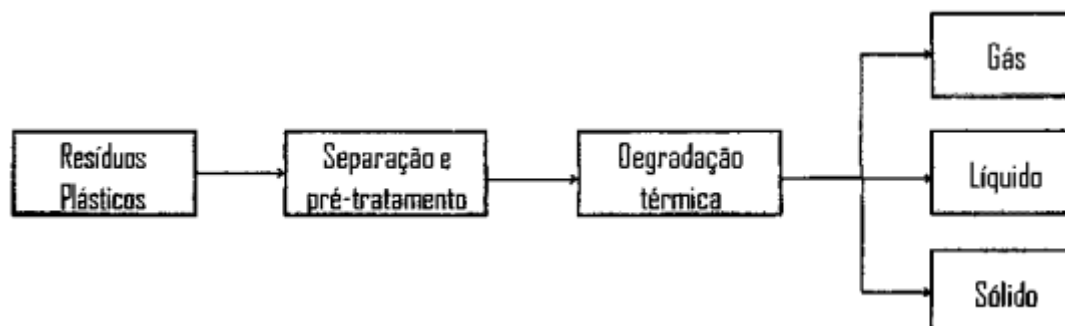 Resíduos
Plásticos
Separação e
pré-tratamento
Degradação
térmica
Gás
Líquido
Sólido